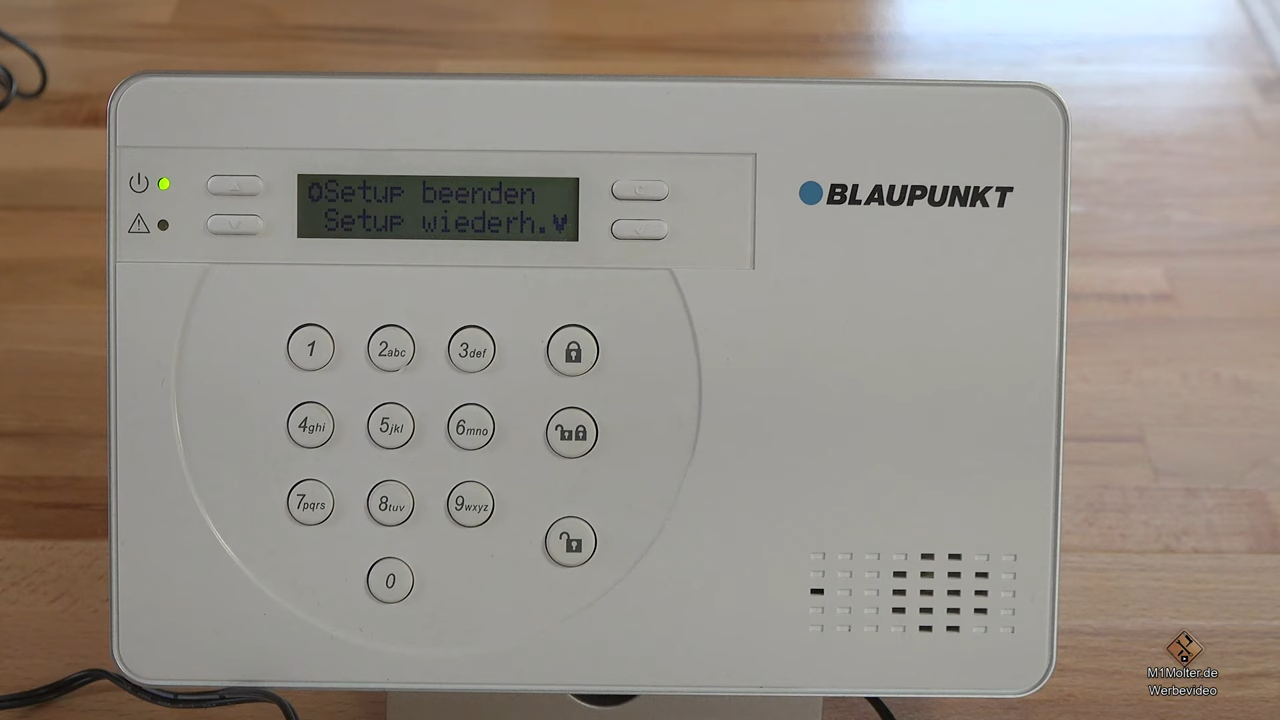 Setup beenden
Setup wiederh.
BLAUPUNKT
1
2abc
3def
4ghi
5jkl
6mno
7pqrs
8tuv
9wxyz
0
M1Molter.de
Werbevideo